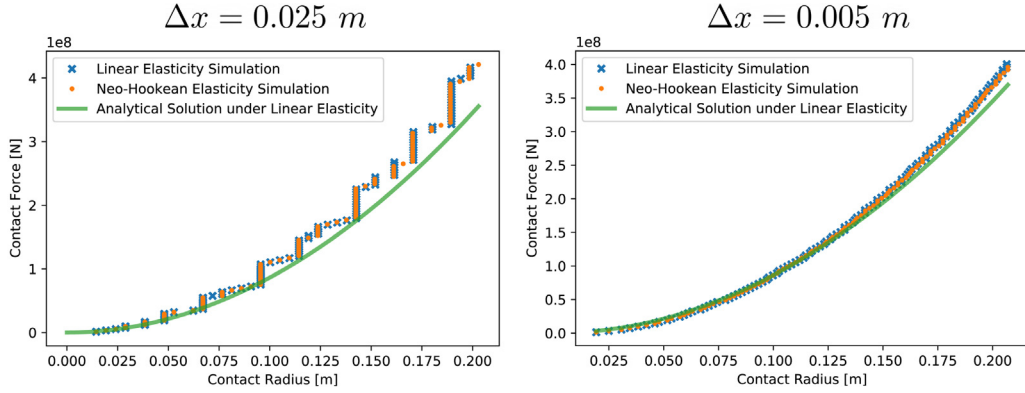 Δx = 0.025 m
1e8
Linear Elasticity Simulation
Neo-Hookean Elasticity Simulation
Analytical Solution under Linear Elasticity
Contact Force [N]
4
3
2
1
0
0.000 0.025 0.050 0.075 0.100 0.125 0.150 0.175 0.200
Contact Radius [m]
Δx = 0.005 m
1e8
Linear Elasticity Simulation
Neo-Hookean Elasticity Simulation
Analytical Solution under Linear Elasticity
Contact Force [N]
4.0
3.5
3.0
2.5
2.0
1.5
1.0
0.5
0.0
0.025 0.050 0.075 0.100 0.125 0.150 0.175 0.200
Contact Radius [m]